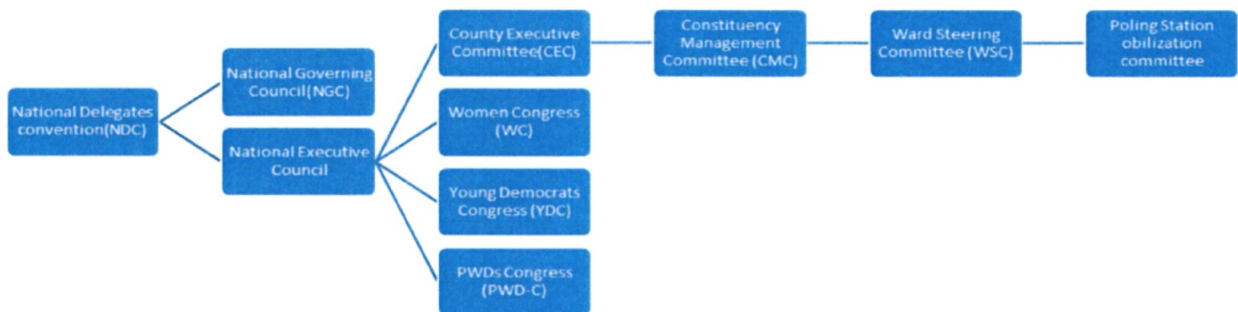 National Delegates
convention(NDC)
National Governing
Council(NGC)
National Executive
Council
County Executive
Committee(CEC)
Women Congress
(WC)
Young Democrats
Congress (YDC)
PWDs Congress
(PWD-C)
Constituency
Management
Committee (CMC)
Ward Steering
Committee (WSC)
Poling Station
obilization
committee